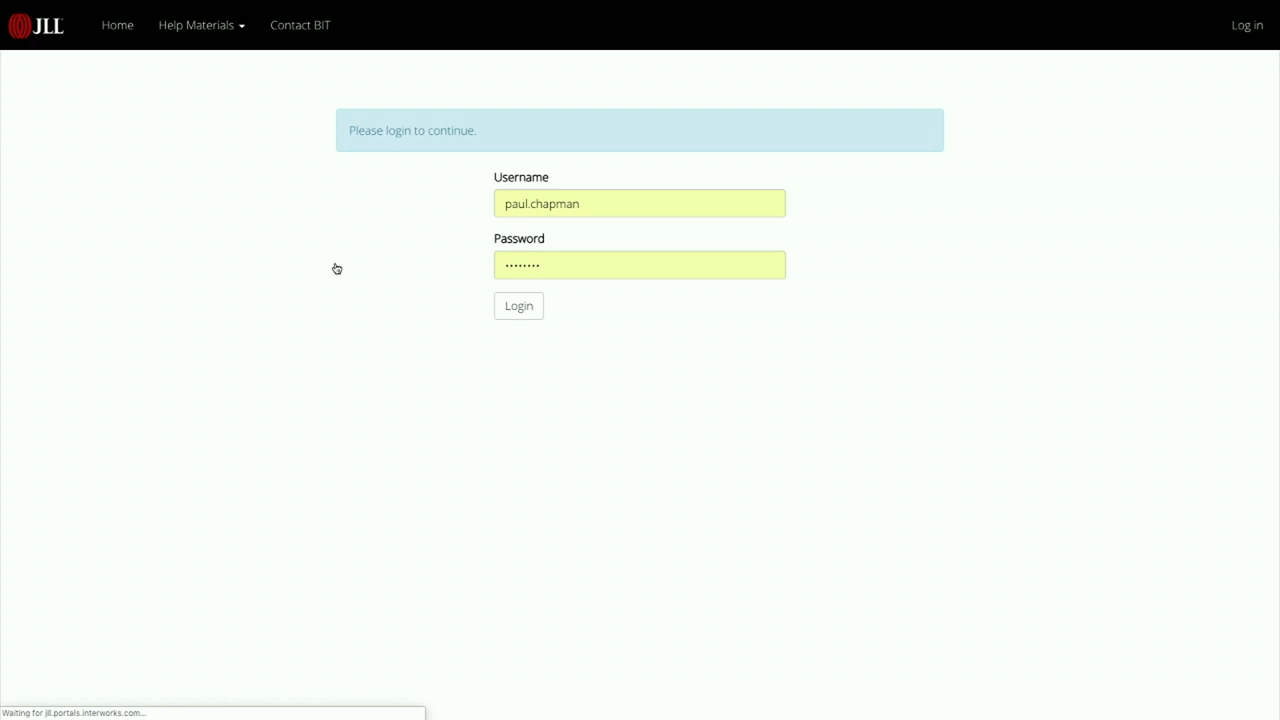 JLL
Home
Help Materials
Contact BIT
Log in
Please login to continue.
Username
paul.chapman
Password
........
Login
Waiting for jll.portals.interworks.com...